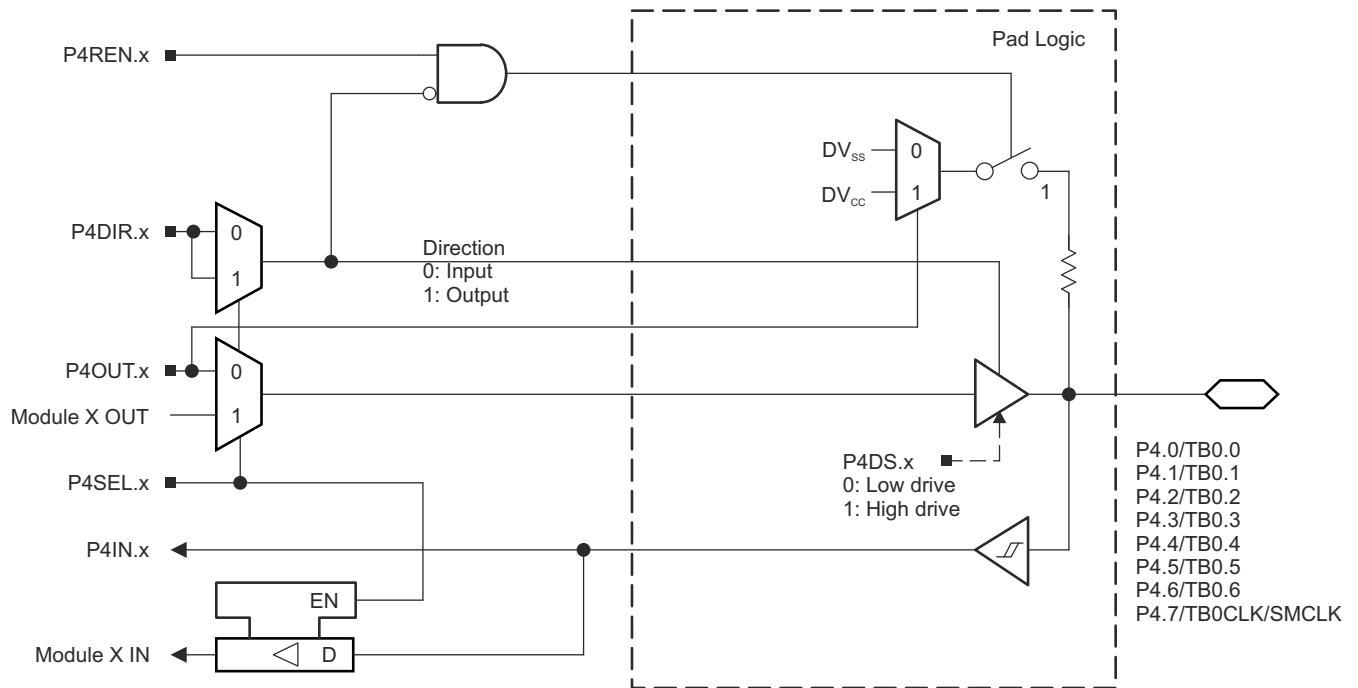 Pad Logic
P4REN.x
DVSS
0
DVCC
1
1
P4DIR.x
0
1
Direction
0: Input
1: Output
P4OUT.x
0
Module X OUT
1
P4SEL.x
P4DS.x
0: Low drive
1: High drive
P4IN.x
EN
Module X IN
D
P4.0/TB0.0
P4.1/TB0.1
P4.2/TB0.2
P4.3/TB0.3
P4.4/TB0.4
P4.5/TB0.5
P4.6/TB0.6
P4.7/TB0CLK/SMCLK